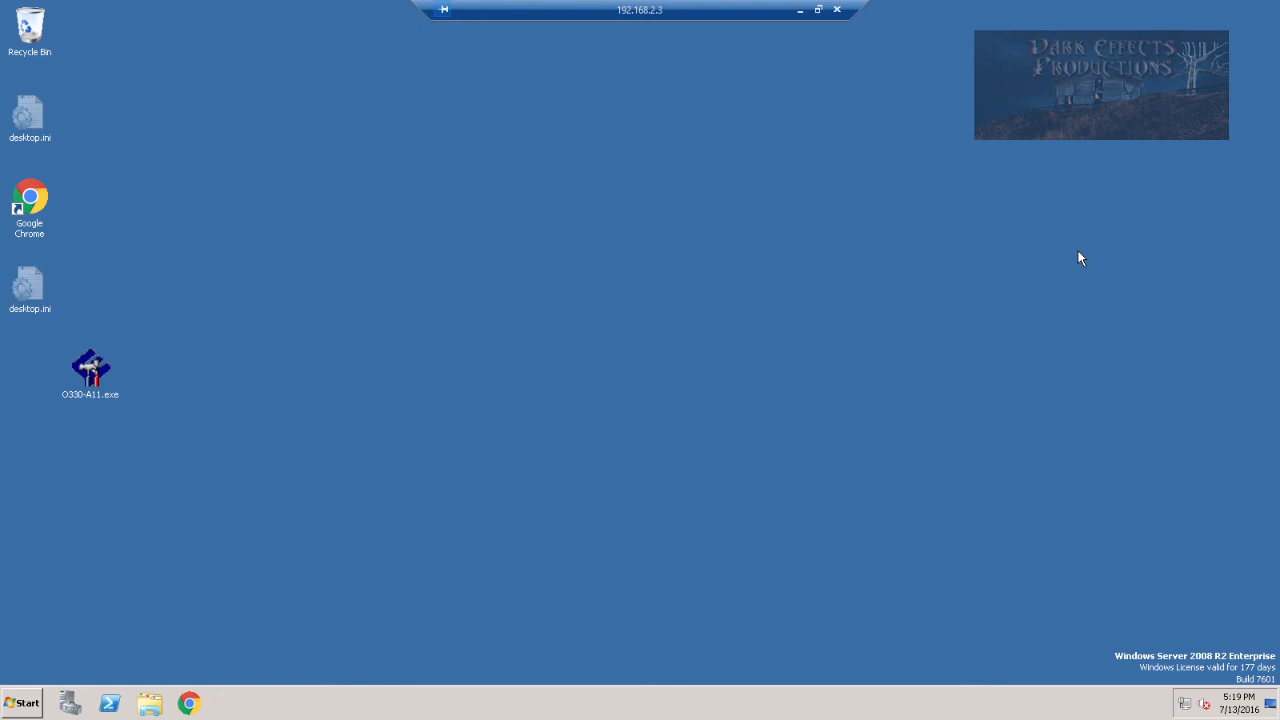 192.168.2.3
Recycle Bin
DARK EFFECTS
PRODUCTIONS
desktop.ini
Google
Chrome
desktop.ini
O330-A11.exe
Windows Server 2008 R2 Enterprise
Windows License valid for 177 days
Build 7601
Start
5:19 PM
7/13/2016